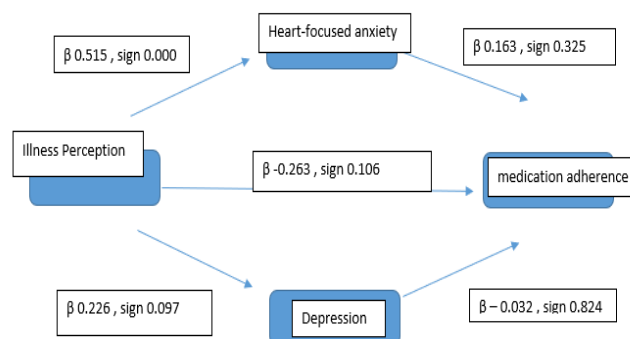 Heart-focused anxiety
β 0.515 , sign 0.000
β 0.163 , sign 0.325
Illness Perception
β -0.263 , sign 0.106
medication adherence
β 0.226 , sign 0.097
Depression
β – 0.032 , sign 0.824